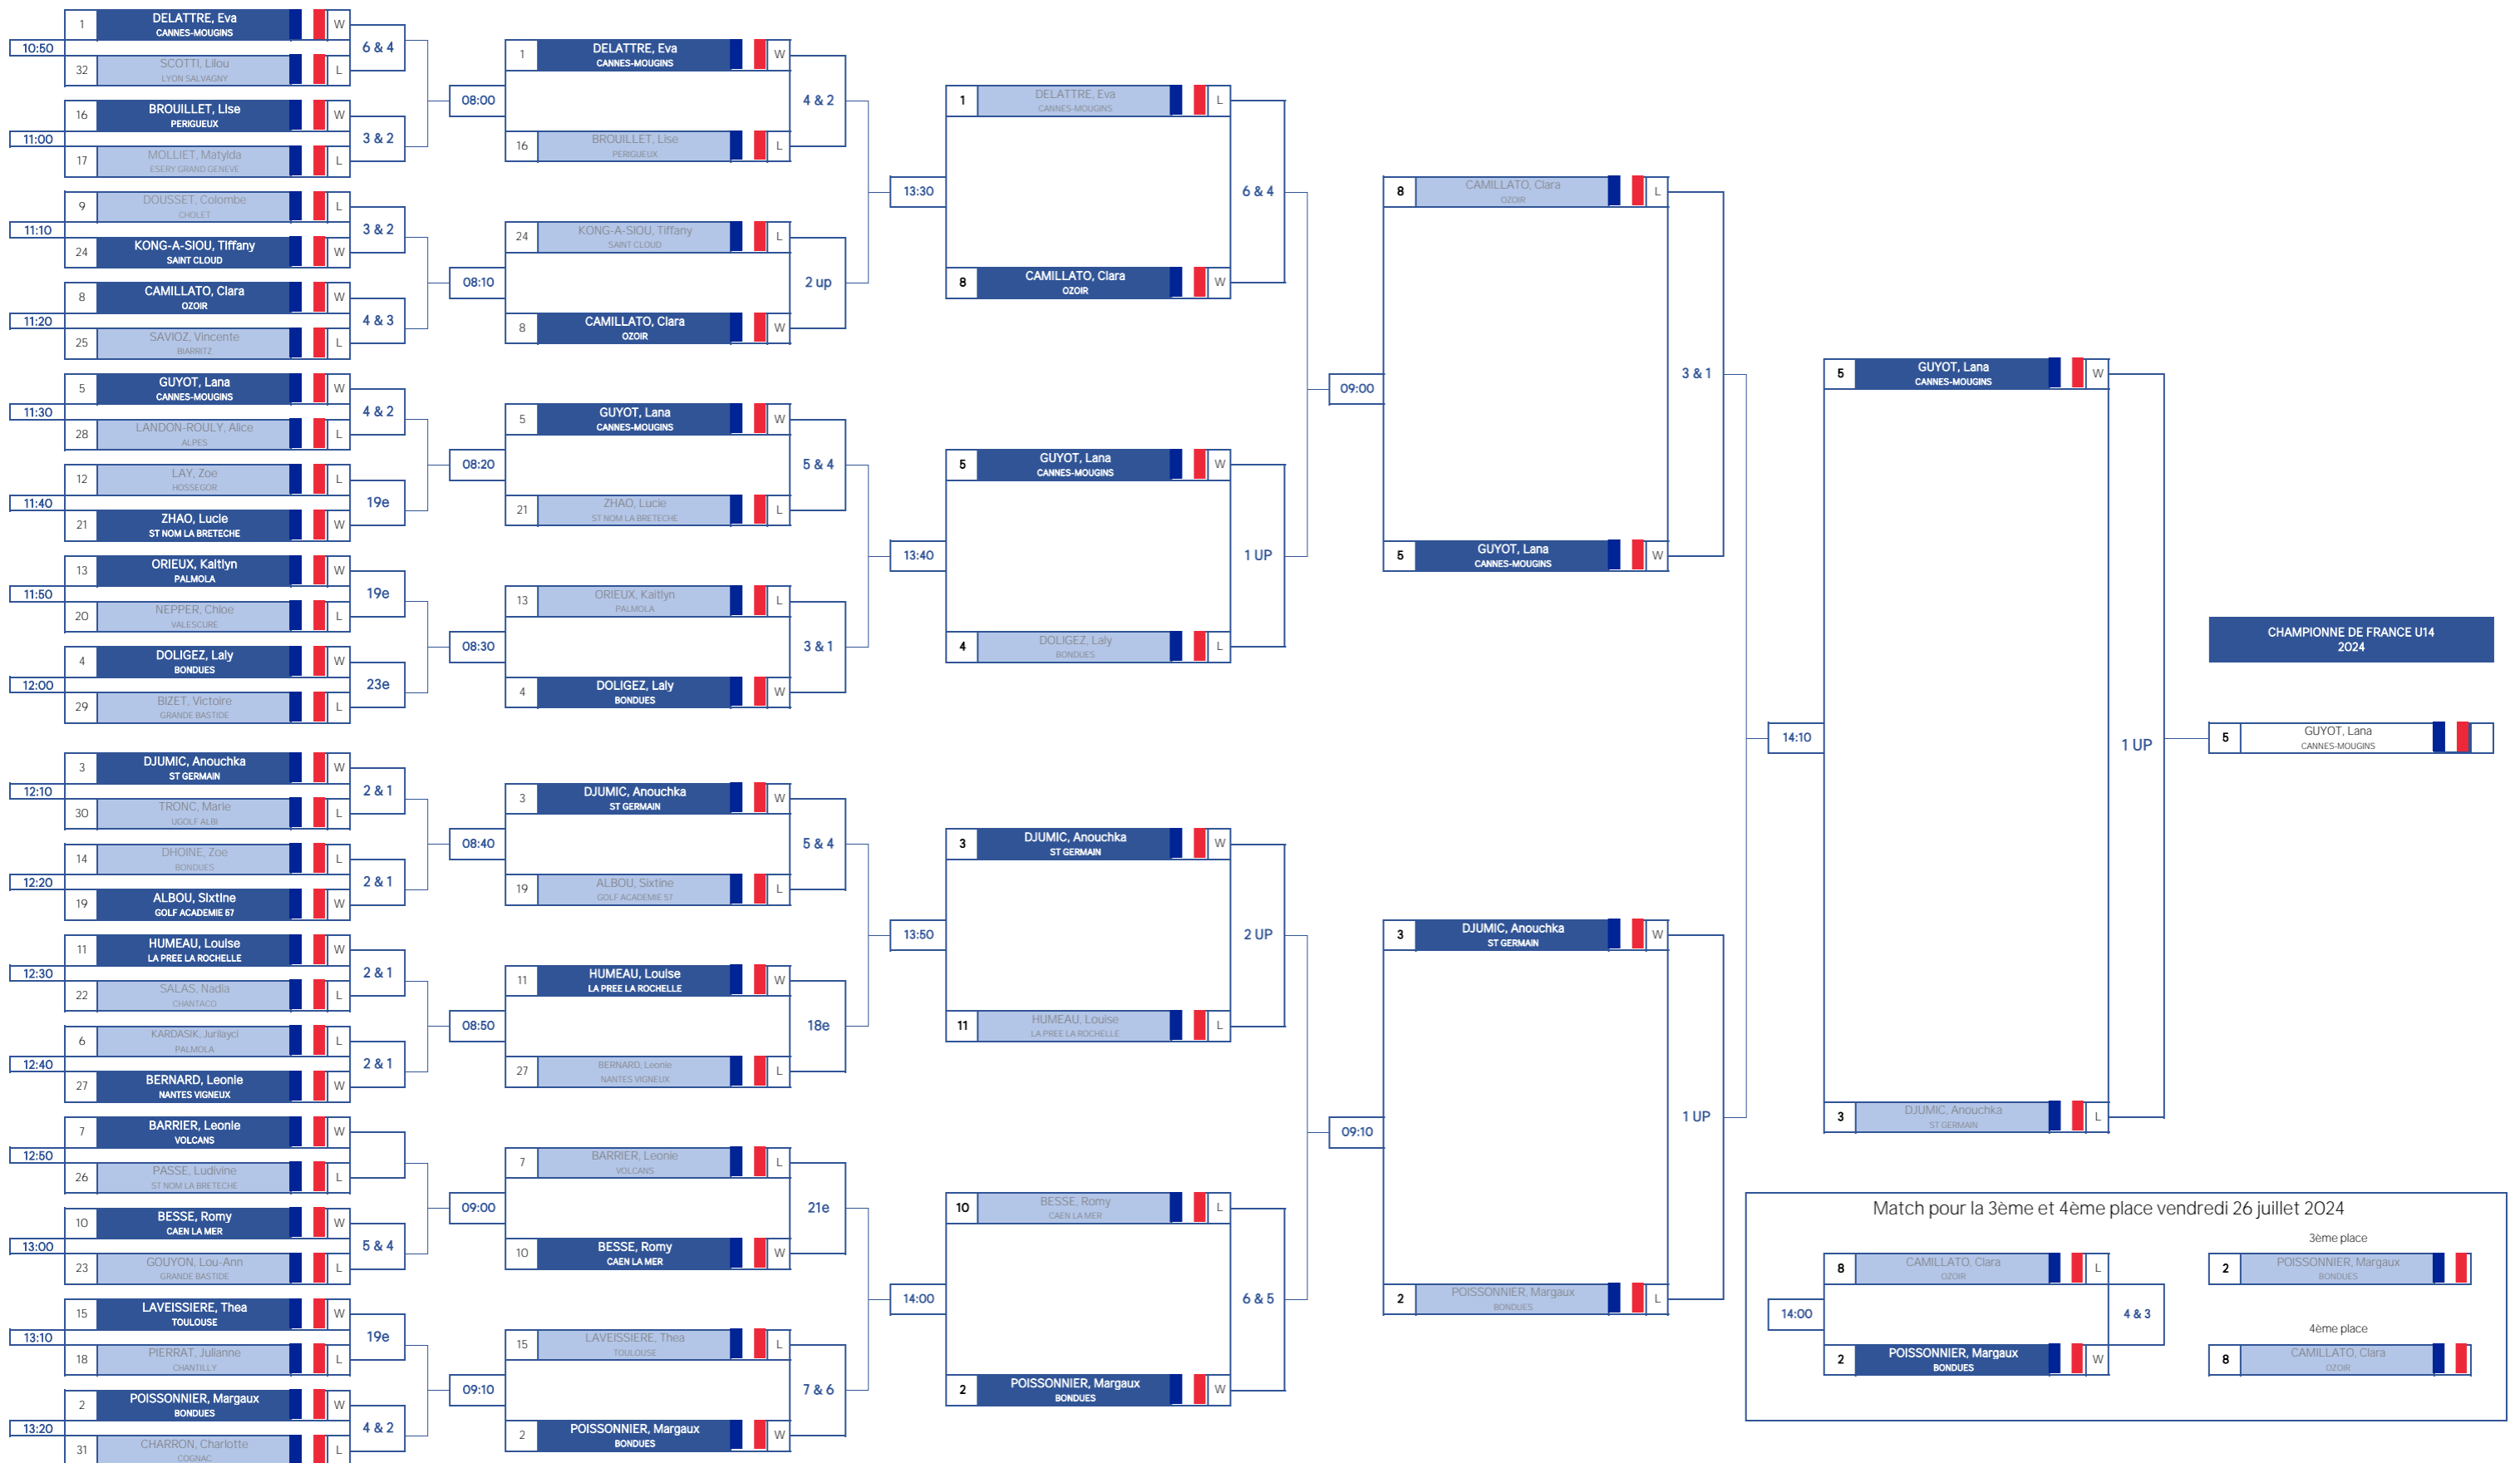 1
DELATTRE, Eva
CANNES-MOUGINS
W
10:50
6 & 4
32
SCOTTI, Lilou
LYON SALVAGNY
L
16
BROUILLET, Lise
PERIGUEUX
W
11:00
3 & 2
17
MOLLIET, Matylda
ESERY GRAND GENEVE
L
9
DOUSSET, Colombe
CHOLET
L
11:10
3 & 2
24
KONG-A-SIOU, Tiffany
SAINT CLOUD
W
8
CAMILLATO, Clara
OZOIR
W
11:20
4 & 3
25
SAVIOZ, Vincente
BIARRITZ
L
5
GUYOT, Lana
CANNES-MOUGINS
W
11:30
4 & 2
28
LANDON-ROULY, Alice
ALPES
L
12
LAY, Zoe
HOSSEGOR
L
11:40
19e
21
ZHAO, Lucie
ST NOM LA BRETECHE
W
13
ORIEUX, Kaitlyn
PALMOLA
W
11:50
19e
20
NEPPER, Chloe
VALESCURE
L
4
DOLIGEZ, Laly
BONDUES
W
12:00
23e
29
BIZET, Victoire
GRANDE BASTIDE
L
3
DJUMIC, Anouchka
ST GERMAIN
W
12:10
2 & 1
30
TRONC, Marie
UGOLF ALBI
L
14
DHOINE, Zoe
BONDUES
L
12:20
2 & 1
19
ALBOU, Sixtine
GOLF ACADEMIE 57
W
11
HUMEAU, Louise
LA PREE LA ROCHELLE
W
12:30
2 & 1
22
SALAS, Nadia
CHANTACO
L
6
KARDASIK, Jurilayci
PALMOLA
L
12:40
2 & 1
27
BERNARD, Leonie
NANTES VIGNEUX
W
7
BARRIER, Leonie
VOLCANS
W
12:50
26
PASSE, Ludivine
ST NOM LA BRETECHE
L
10
BESSE, Romy
CAEN LA MER
W
13:00
5 & 4
23
GOUYON, Lou-Ann
GRANDE BASTIDE
L
15
LAVEISSIERE, Thea
TOULOUSE
W
13:10
19e
18
PIERRAT, Julianne
CHANTILLY
L
2
POISSONNIER, Margaux
BONDUES
W
13:20
4 & 2
31
CHARRON, Charlotte
COGNAC
L
1
DELATTRE, Eva
CANNES-MOUGINS
W
08:00
4 & 2
16
BROUILLET, Lise
PERIGUEUX
L
24
KONG-A-SIOU, Tiffany
SAINT CLOUD
L
08:10
2 up
8
CAMILLATO, Clara
OZOIR
W
5
GUYOT, Lana
CANNES-MOUGINS
W
08:20
5 & 4
21
ZHAO, Lucie
ST NOM LA BRETECHE
L
13
ORIEUX, Kaitlyn
PALMOLA
L
08:30
3 & 1
4
DOLIGEZ, Laly
BONDUES
W
3
DJUMIC, Anouchka
ST GERMAIN
W
08:40
5 & 4
19
ALBOU, Sixtine
GOLF ACADEMIE 57
L
11
HUMEAU, Louise
LA PREE LA ROCHELLE
W
08:50
18e
27
BERNARD, Leonie
NANTES VIGNEUX
L
7
BARRIER, Leonie
VOLCANS
L
09:00
21e
10
BESSE, Romy
CAEN LA MER
W
15
LAVEISSIERE, Thea
TOULOUSE
L
09:10
7 & 6
2
POISSONNIER, Margaux
BONDUES
W
1
DELATTRE, Eva
CANNES-MOUGINS
L
13:30
6 & 4
8
CAMILLATO, Clara
OZOIR
W
5
GUYOT, Lana
CANNES-MOUGINS
W
13:40
1 UP
4
DOLIGEZ, Laly
BONDUES
L
3
DJUMIC, Anouchka
ST GERMAIN
W
13:50
2 UP
11
HUMEAU, Louise
LA PREE LA ROCHELLE
L
10
BESSE, Romy
CAEN LA MER
L
14:00
6 & 5
2
POISSONNIER, Margaux
BONDUES
W
8
CAMILLATO, Clara
OZOIR
L
09:00
3 & 1
5
GUYOT, Lana
CANNES-MOUGINS
W
3
DJUMIC, Anouchka
ST GERMAIN
W
09:10
1 UP
2
POISSONNIER, Margaux
BONDUES
L
5
GUYOT, Lana
CANNES-MOUGINS
W
14:10
1 UP
3
DJUMIC, Anouchka
ST GERMAIN
L
CHAMPIONNE DE FRANCE U14
2024
5
GUYOT, Lana
CANNES-MOUGINS
Match pour la 3ème et 4ème place vendredi 26 juillet 2024
8
CAMILLATO, Clara
OZOIR
L
14:00
4 & 3
2
POISSONNIER, Margaux
BONDUES
W
3ème place
2
POISSONNIER, Margaux
BONDUES
4ème place
8
CAMILLATO, Clara
OZOIR